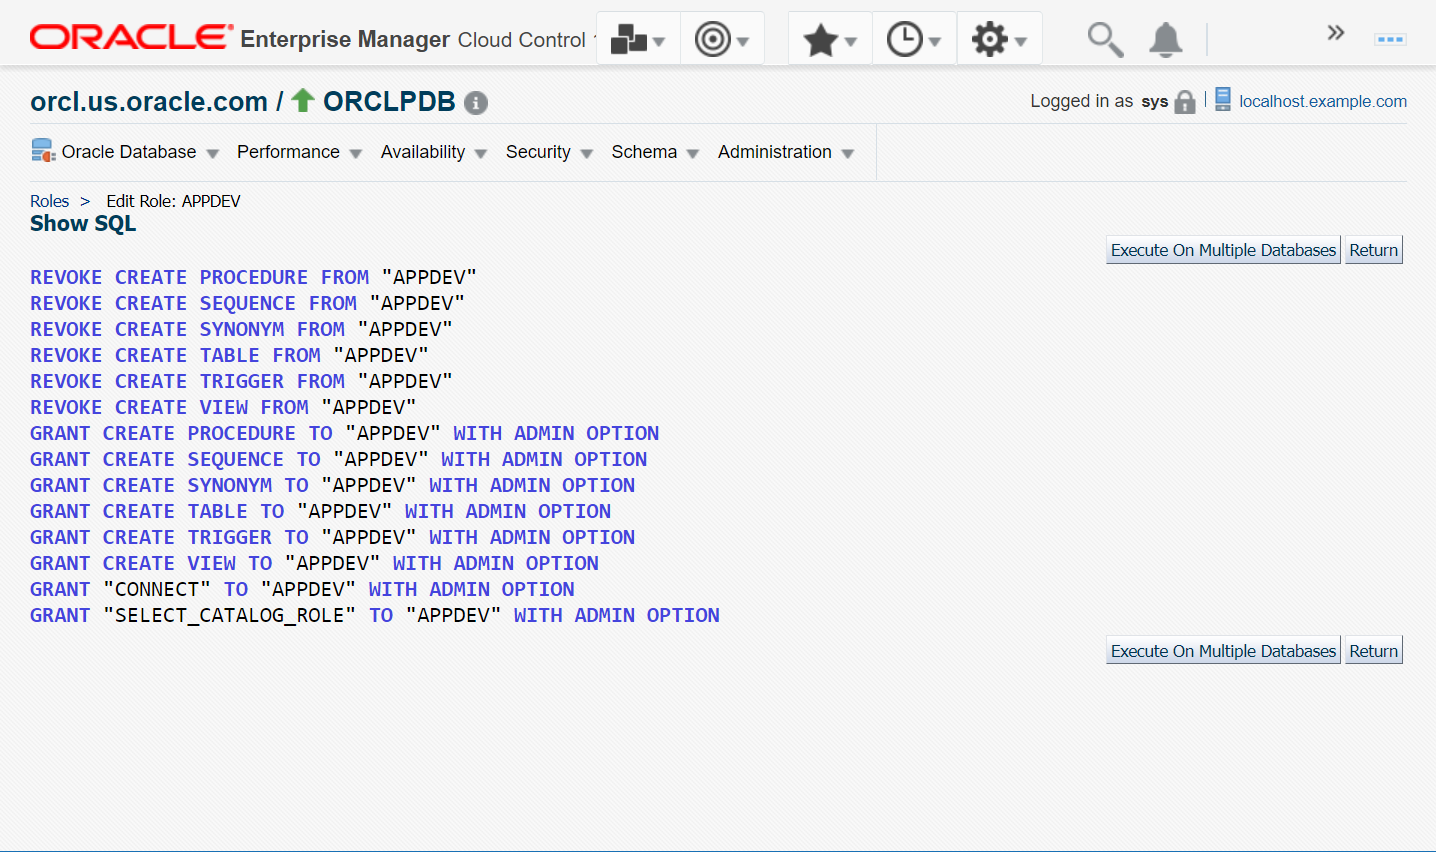 ORACLE Enterprise Manager Cloud Control
orcl.us.oracle.com / ORCLPDB
Logged in as sys
localhost.example.com
Oracle Database Performance Availability Security Schema Administration
Roles > Edit Role: APPDEV
Show SQL
Execute On Multiple Databases Return
REVOKE CREATE PROCEDURE FROM "APPDEV"
REVOKE CREATE SEQUENCE FROM "APPDEV"
REVOKE CREATE SYNONYM FROM "APPDEV"
REVOKE CREATE TABLE FROM "APPDEV"
REVOKE CREATE TRIGGER FROM "APPDEV"
REVOKE CREATE VIEW FROM "APPDEV"
GRANT CREATE PROCEDURE TO "APPDEV" WITH ADMIN OPTION
GRANT CREATE SEQUENCE TO "APPDEV" WITH ADMIN OPTION
GRANT CREATE SYNONYM TO "APPDEV" WITH ADMIN OPTION
GRANT CREATE TABLE TO "APPDEV" WITH ADMIN OPTION
GRANT CREATE TRIGGER TO "APPDEV" WITH ADMIN OPTION
GRANT CREATE VIEW TO "APPDEV" WITH ADMIN OPTION
GRANT "CONNECT" TO "APPDEV" WITH ADMIN OPTION
GRANT "SELECT_CATALOG_ROLE" TO "APPDEV" WITH ADMIN OPTION
Execute On Multiple Databases Return